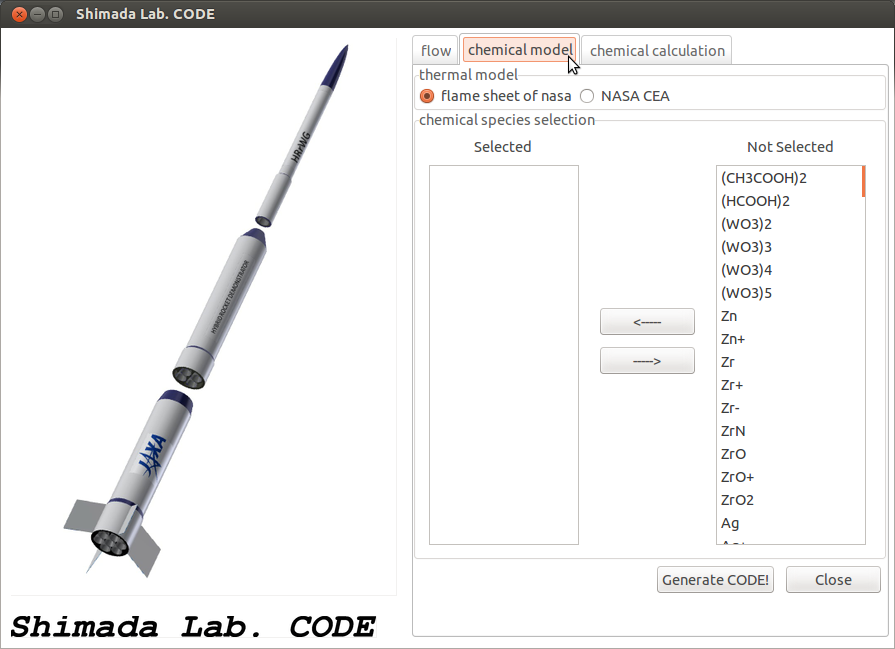 Shimada Lab. CODE
flow
chemical model
chemical calculation
thermal model
flame sheet of nasa
NASA CEA
chemical species selection
Selected
Not Selected
(CH3COOH)2
(HCOOH)2
(WO3)2
(WO3)3
(WO3)4
(WO3)5
Zn
Zn+
Zr
Zr+
Zr-
ZrN
ZrO
ZrO+
ZrO2
Ag
<-----
----->
Generate CODE!
Close
HRrWG
HYBRID ROCKET DEMONSTRATOR
JAXA
Shimada Lab. CODE